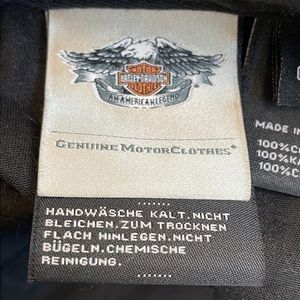 MOTOR
HARLEY-DAVIDSON
CLOTHES
AN AMERICAN LEGEND
GENUINE MOTORCLOTHES®
HANDWÄSCHE KALT.NICHT
BLEICHEN.ZUM TROCKNEN
FLACH HINLEGEN.NICHT
BÜGELN.CHEMISCHE
REINIGUNG.
MADE IN
100%
100%
100%